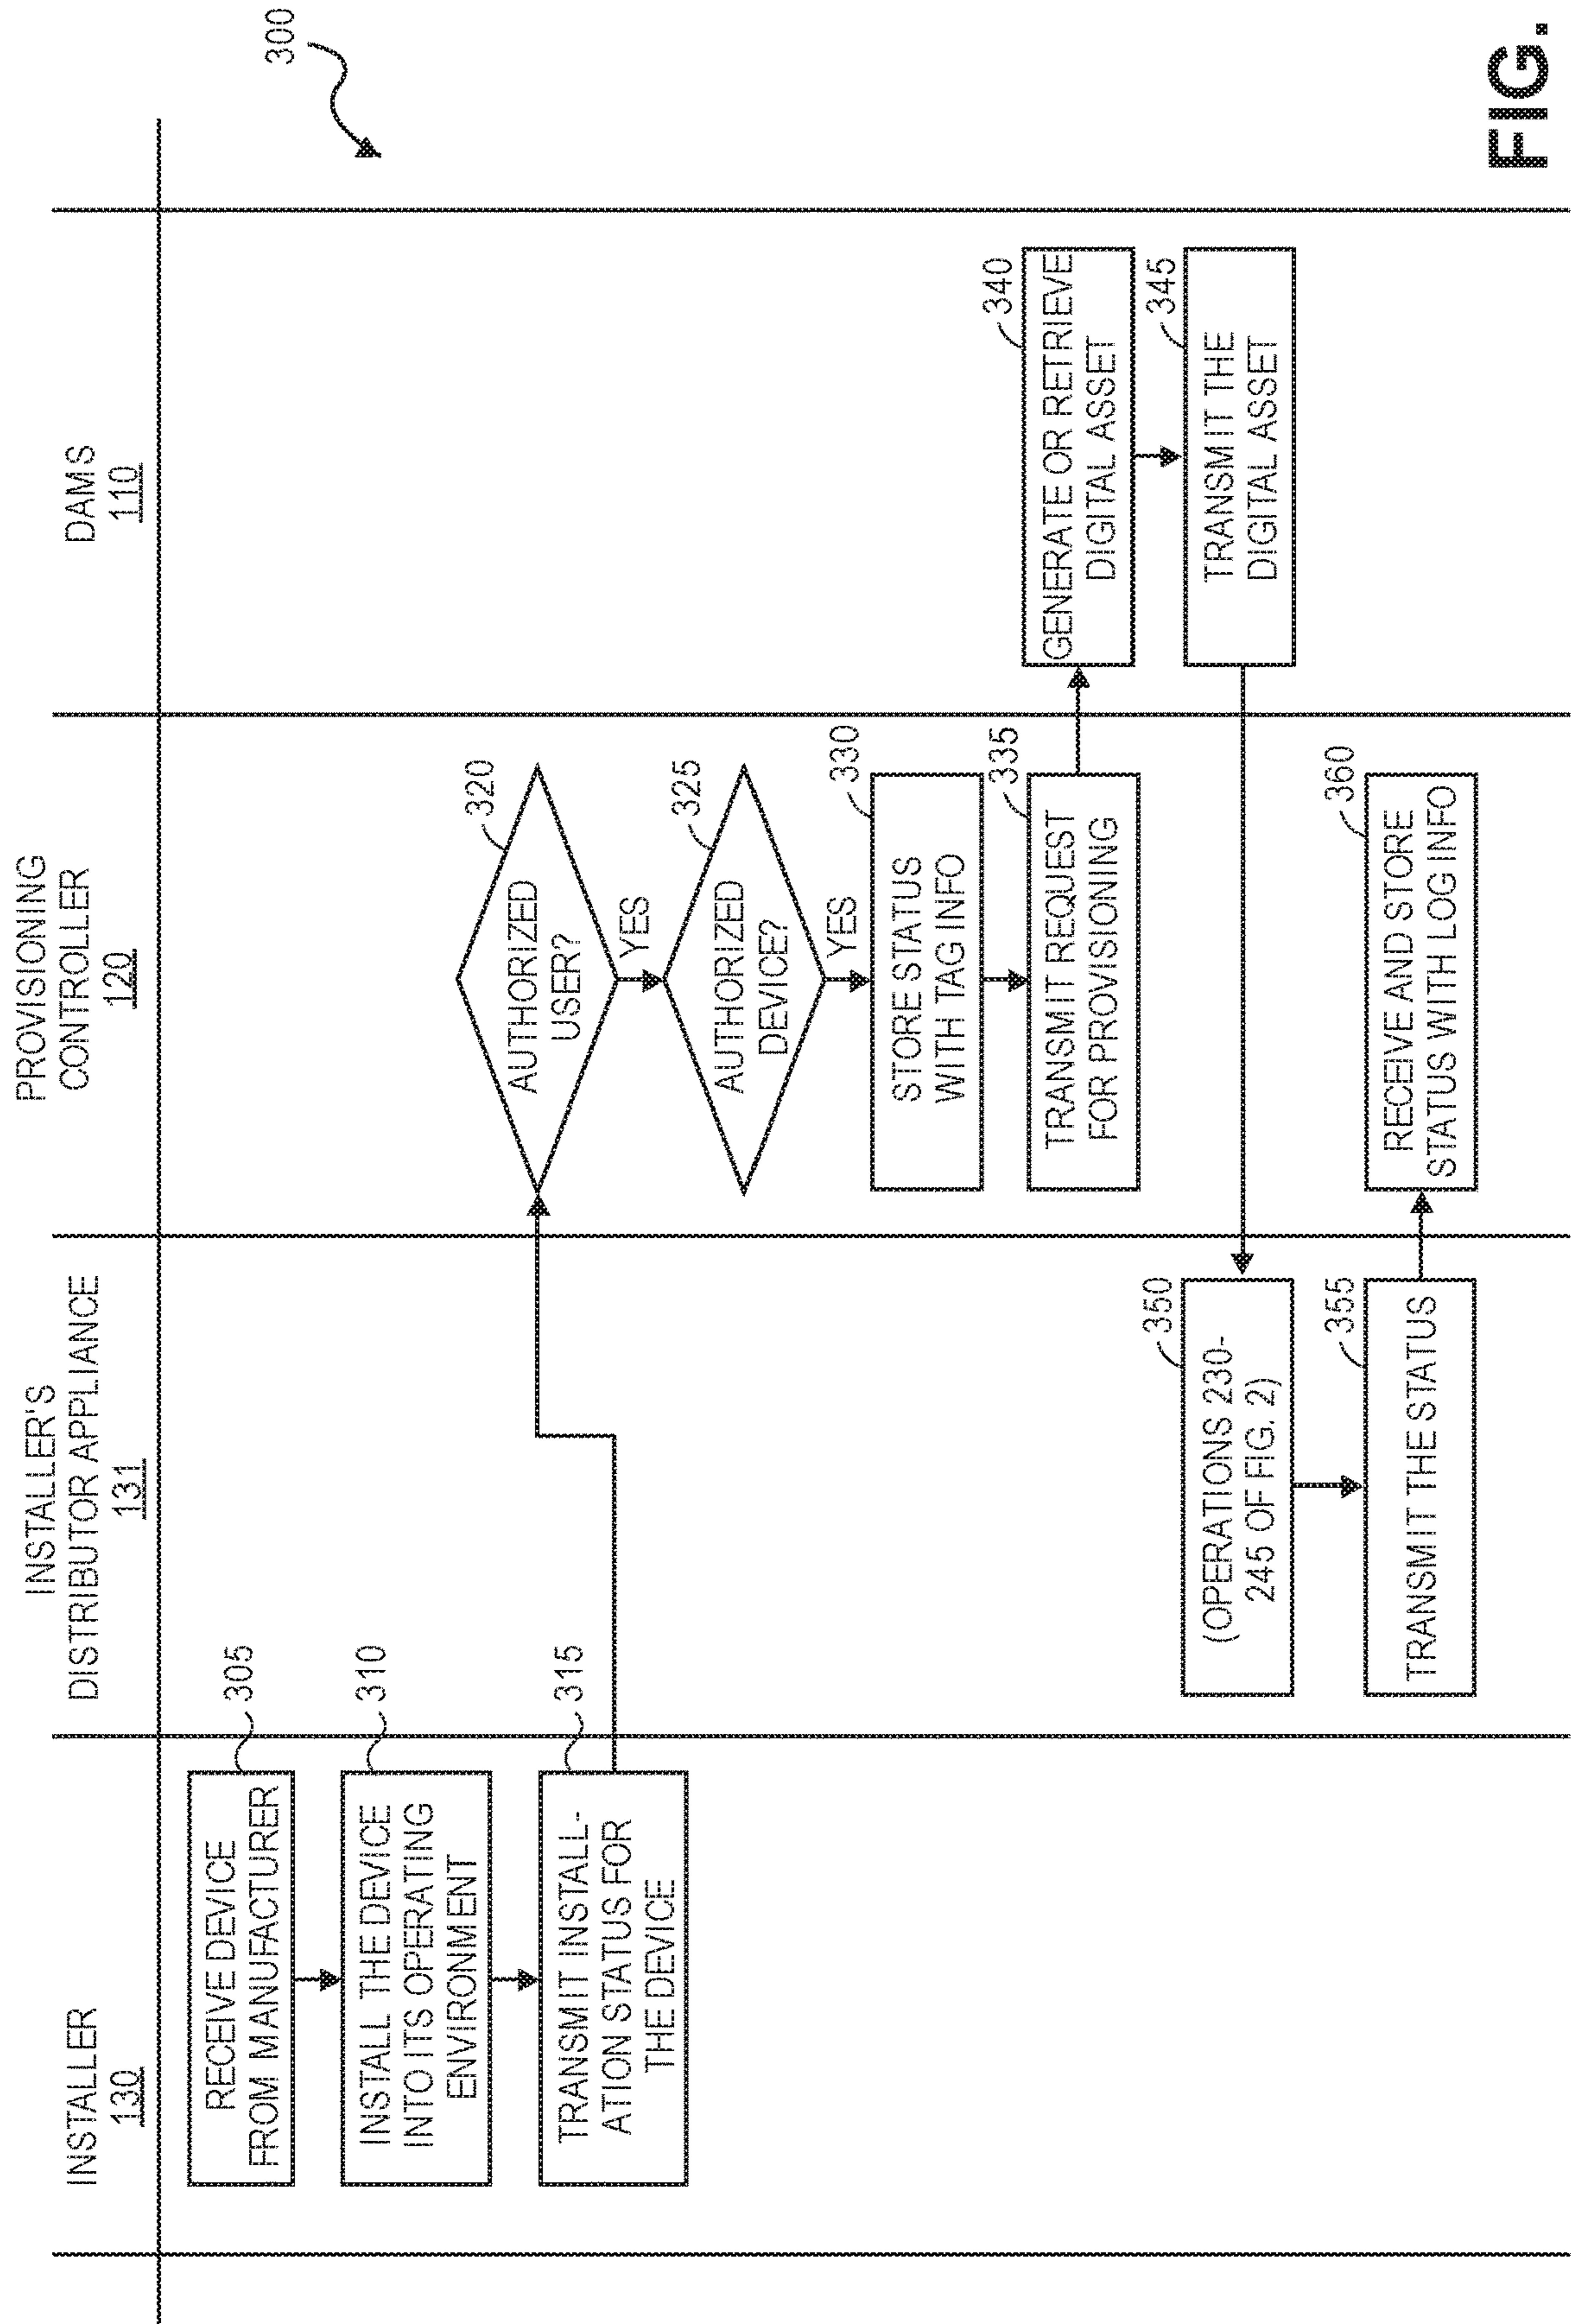 INSTALLER
130
INSTALLER'S
DISTRIBUTOR APPLIANCE
131
PROVISIONING
CONTROLLER
120
DAMS
110
300
305
RECEIVE DEVICE
FROM MANUFACTURER
310
INSTALL THE DEVICE
INTO ITS OPERATING
ENVIRONMENT
315
TRANSMIT INSTALL-
ATION STATUS FOR
THE DEVICE
320
AUTHORIZED
USER?
YES
325
AUTHORIZED
DEVICE?
YES
330
STORE STATUS
WITH TAG INFO
335
TRANSMIT REQUEST
FOR PROVISIONING
340
GENERATE OR RETRIEVE
DIGITAL ASSET
345
TRANSMIT THE
DIGITAL ASSET
350
(OPERATIONS 230-
245 OF FIG. 2)
355
TRANSMIT THE STATUS
360
RECEIVE AND STORE
STATUS WITH LOG INFO
FIG.